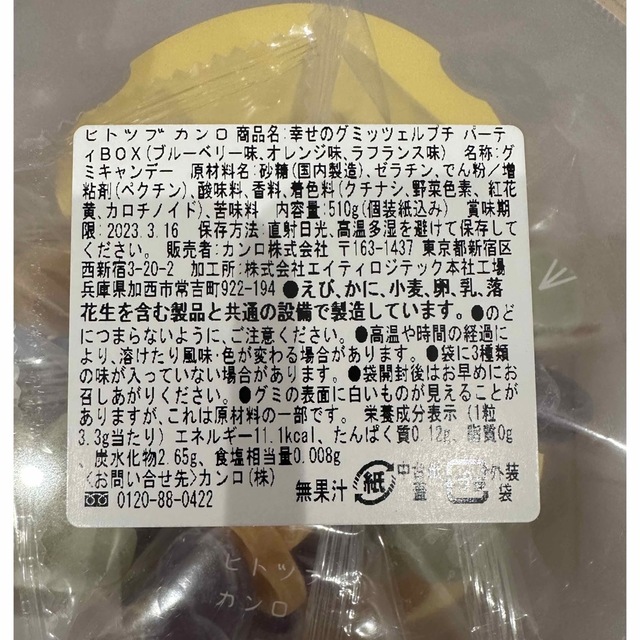 ヒトツブ カンロ 商品名:幸せのグミッツェルプチ パーテ
ィBOX(ブルーベリー味、オレンジ味、ラフランス味) 名称:グ
ミキャンデー 原材料名:砂糖(国内製造)、ゼラチン、でん粉/増
粘剤(ペクチン)、酸味料、香料、着色料(クチナシ、野菜色素、紅花
黄、カロチノイド)、苦味料 内容量:510g(個装紙込み) 賞味期
限:2023.3.16 保存方法:直射日光、高温多湿を避けて保存して
ください。 販売者:カンロ株式会社 〒163-1437 東京都新宿区
西新宿3-20-2 加工所:株式会社エイティロジテック本社工場
兵庫県加西市常吉町922-194 ●えび、かに、小麦、卵、乳、落
花生を含む製品と共通の設備で製造しています。●のど
につまらないように、ご注意ください。●高温や時間の経過に
より、溶けたり風味・色が変わる場合があります。●袋に3種類
の味が入っていない場合があります。●袋開封後はお早めにお
召しあがりください。●グミの表面に白いものが見えることが
ありますが、これは原材料の一部です。 栄養成分表示(1粒
3.3g当たり) エネルギー11.1kcal、たんぱく質0.12g、脂質0g
、炭水化物2.65g、食塩相当量0.008g
〈お問い合せ先〉カンロ(株)
0120-88-0422 無果汁 紙 外装
袋
ヒトツブ
カンロ